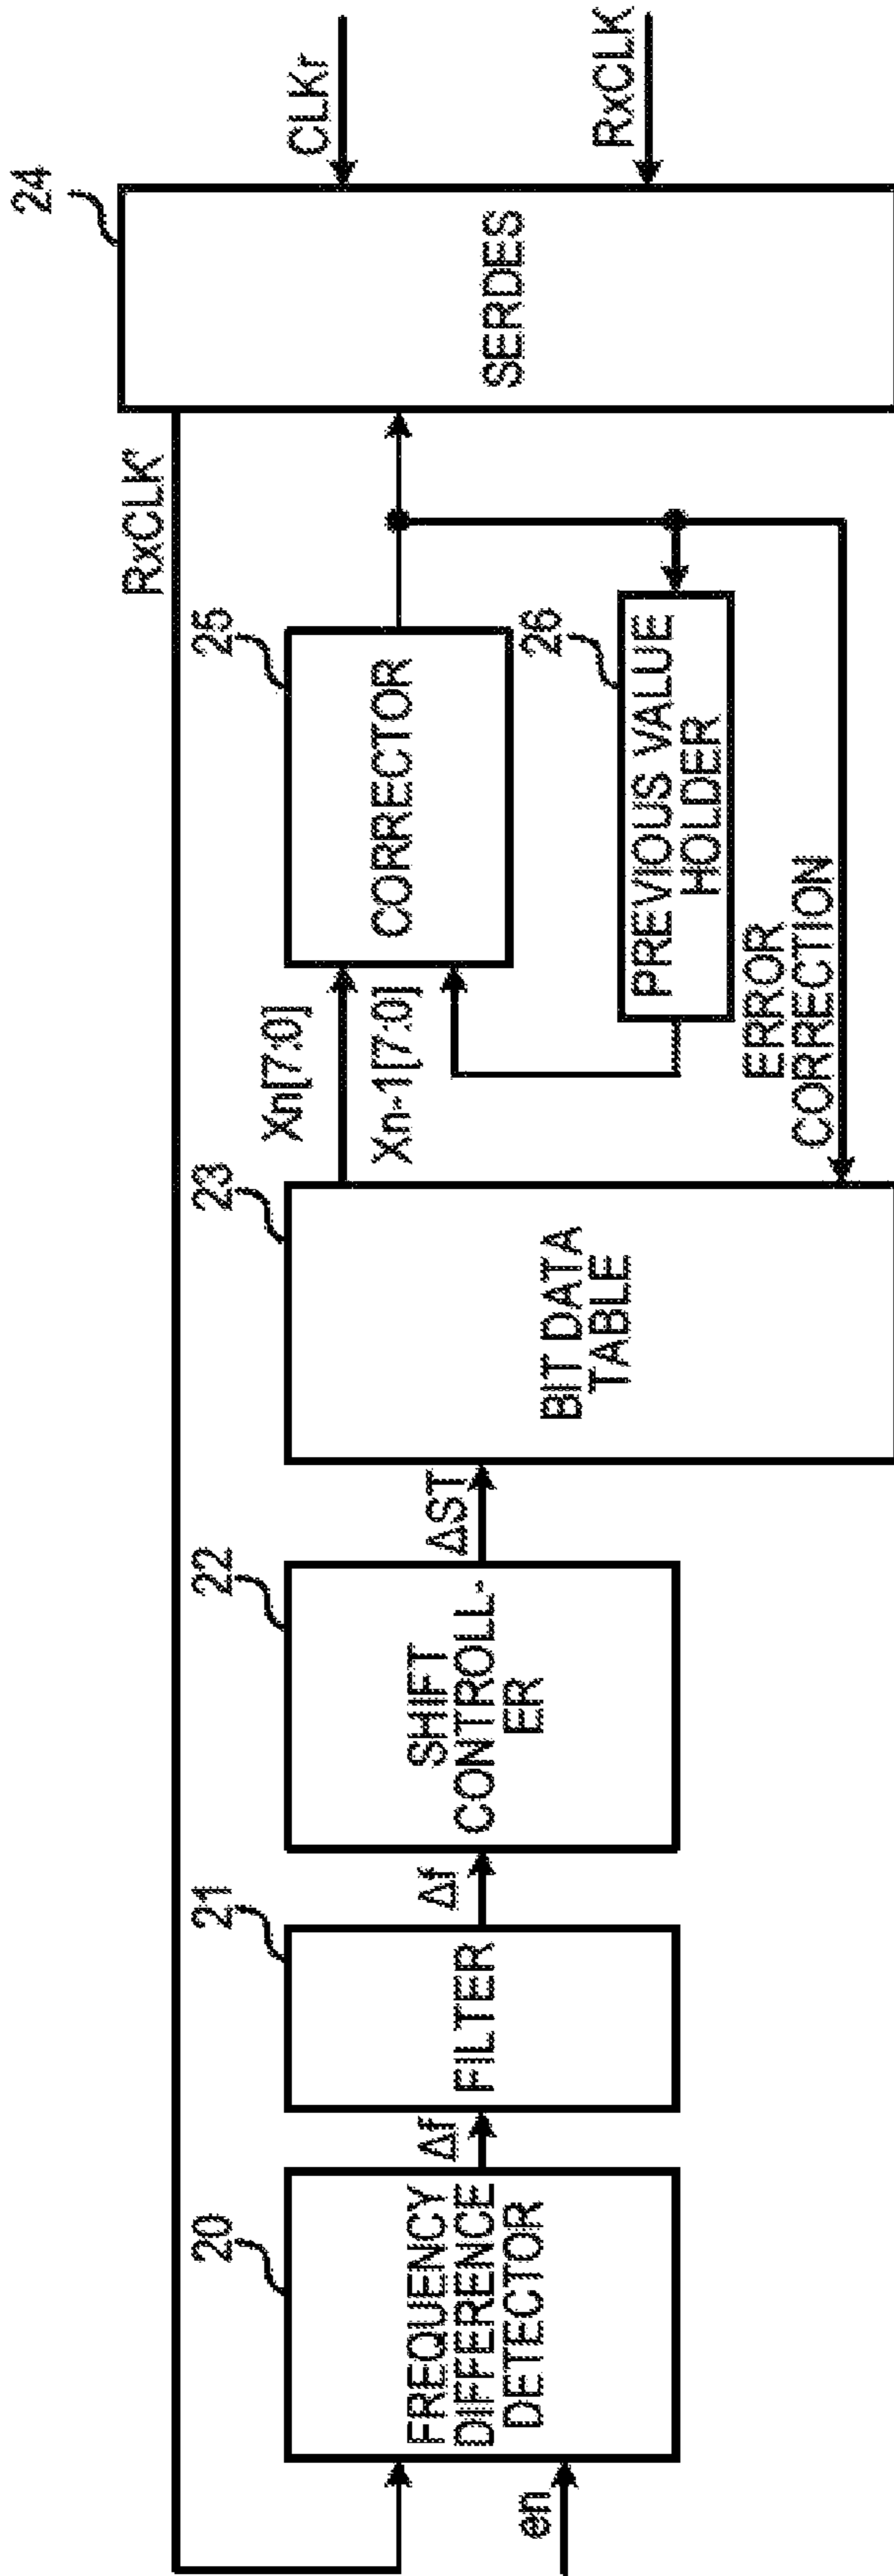 24
CLKr
RxCLK
SERDES
RxCLK'
25
CORRECTOR
26
PREVIOUS VALUE
HOLDER
Xn[7:0]
Xn-1[7:0]
ERROR
CORRECTION
23
BIT DATA
TABLE
ΔST
22
SHIFT
CONTROLL-
ER
Δf
21
FILTER
Δf
20
FREQUENCY
DIFFERENCE
DETECTOR
en